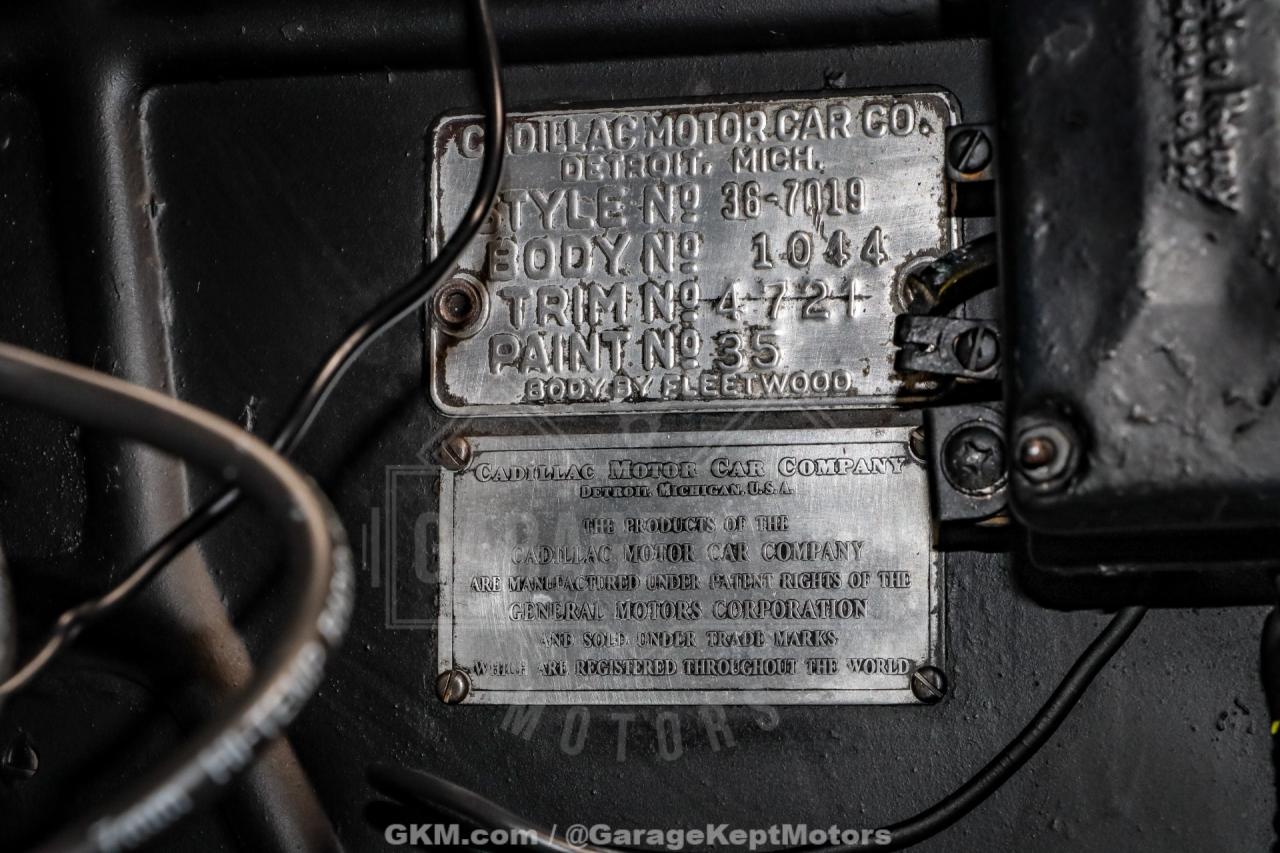 CADILLAC MOTOR CAR CO.
DETROIT, MICH.
STYLE Nº 36-7019
BODY Nº 1044
TRIM Nº 4721
PAINT Nº 35
BODY BY FLEETWOOD
CADILLAC MOTOR CAR COMPANY
DETROIT, MICHIGAN, U.S.A.
THE PRODUCTS OF THE
CADILLAC MOTOR CAR COMPANY
ARE MANUFACTURED UNDER PATENT RIGHTS OF THE
GENERAL MOTORS CORPORATION
AND SOLD UNDER TRADE MARKS
WHICH ARE REGISTERED THROUGHOUT THE WORLD
MOTORS
GKM.com / @GarageKeptMotors